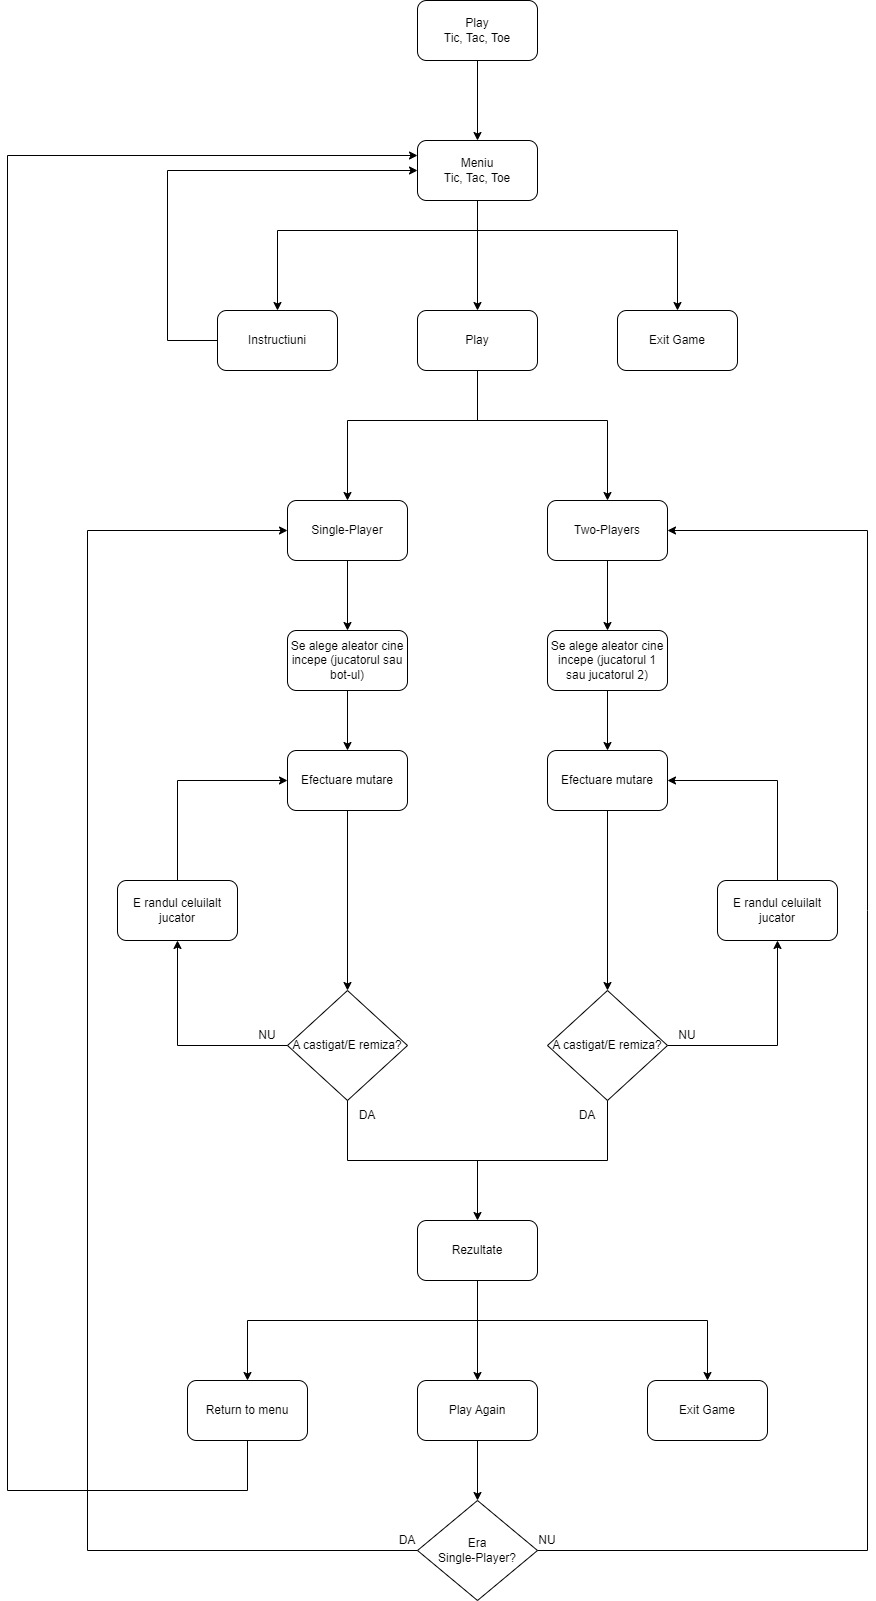 Play
Tic, Tac, Toe
Meniu
Tic, Tac, Toe
Instructiuni
Play
Exit Game
Single-Player
Two-Players
Se alege aleator cine
incepe (jucatorul sau
bot-ul)
Se alege aleator cine
incepe (jucatorul 1
sau jucatorul 2)
Efectuare mutare
Efectuare mutare
E randul celuilalt
jucator
E randul celuilalt
jucator
NU
A castigat/E remiza?
A castigat/E remiza?
NU
DA
DA
Rezultate
Return to menu
Play Again
Exit Game
DA
Era
Single-Player?
NU